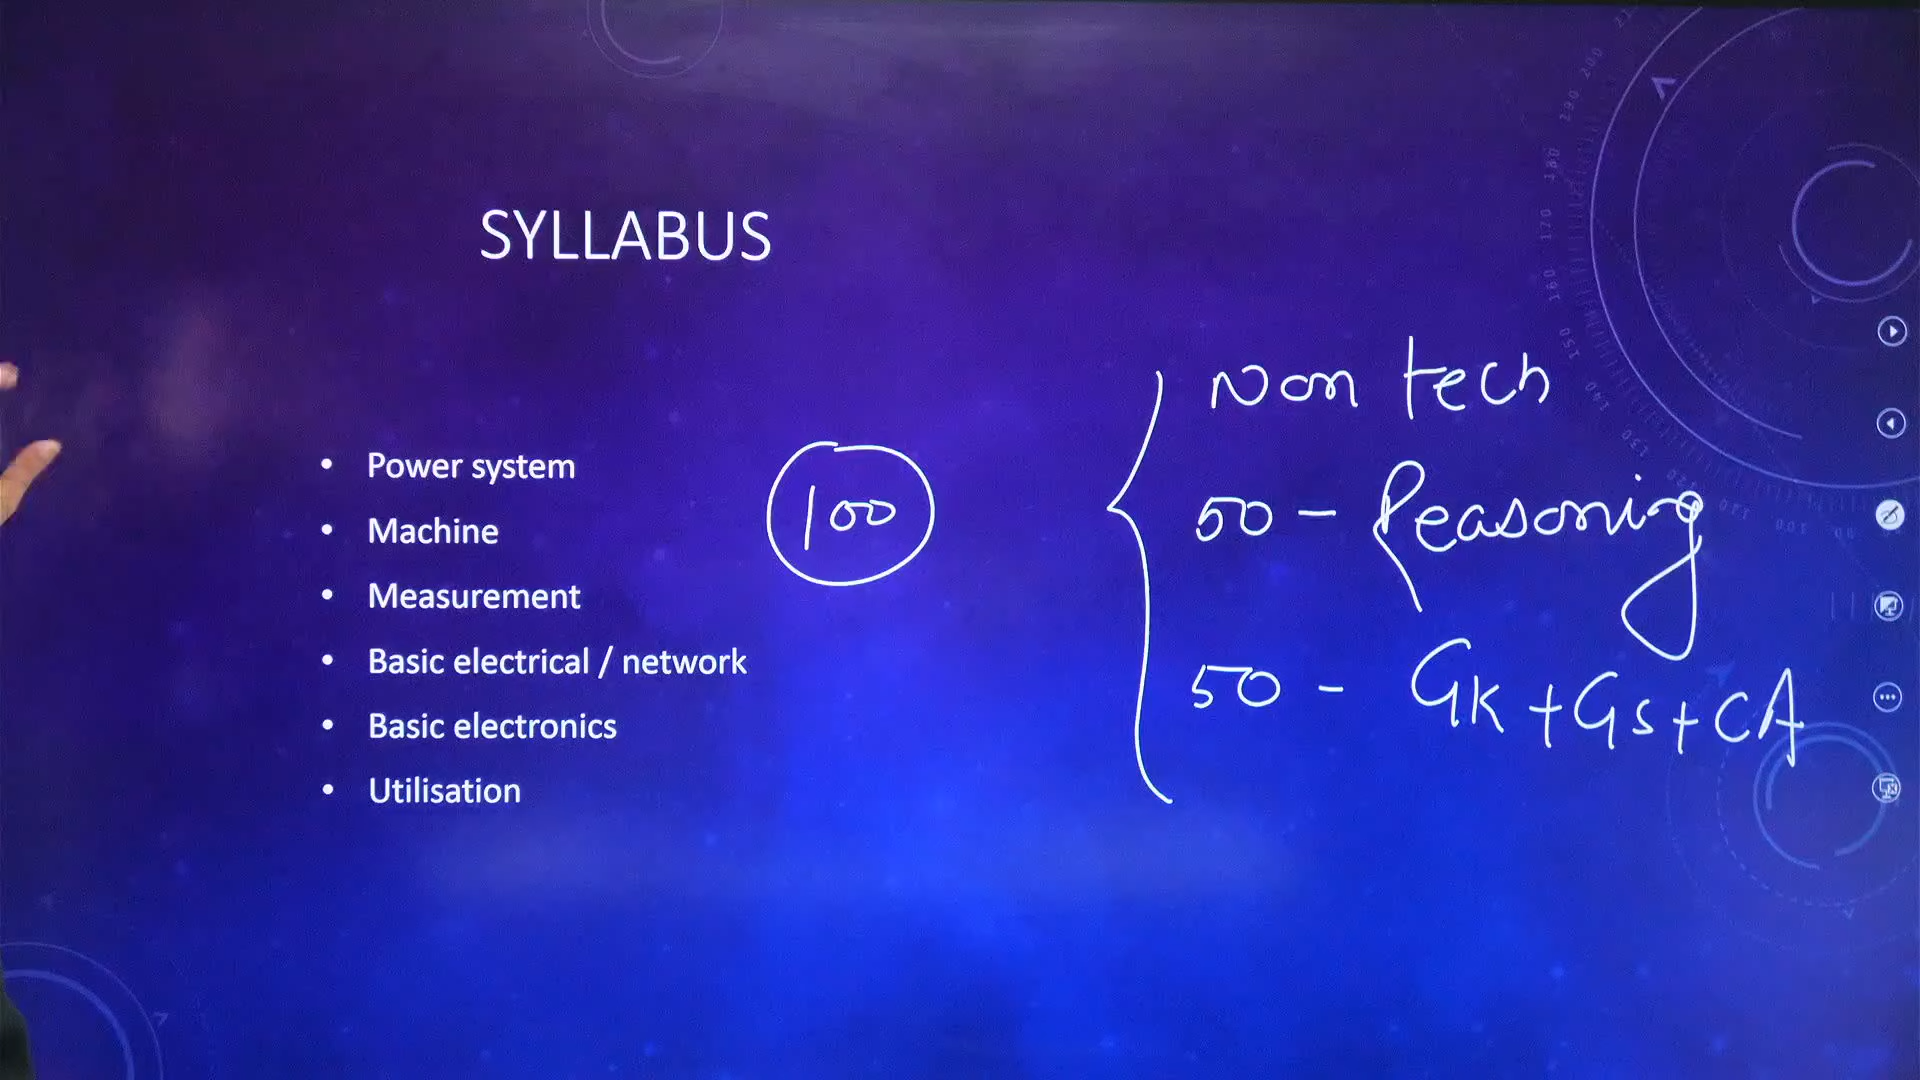 SYLLABUS
• Power system
• Machine
• Measurement
• Basic electrical / network
• Basic electronics
• Utilisation
100
Non tech
50 - Reasoning
50 - GK + GS + CA